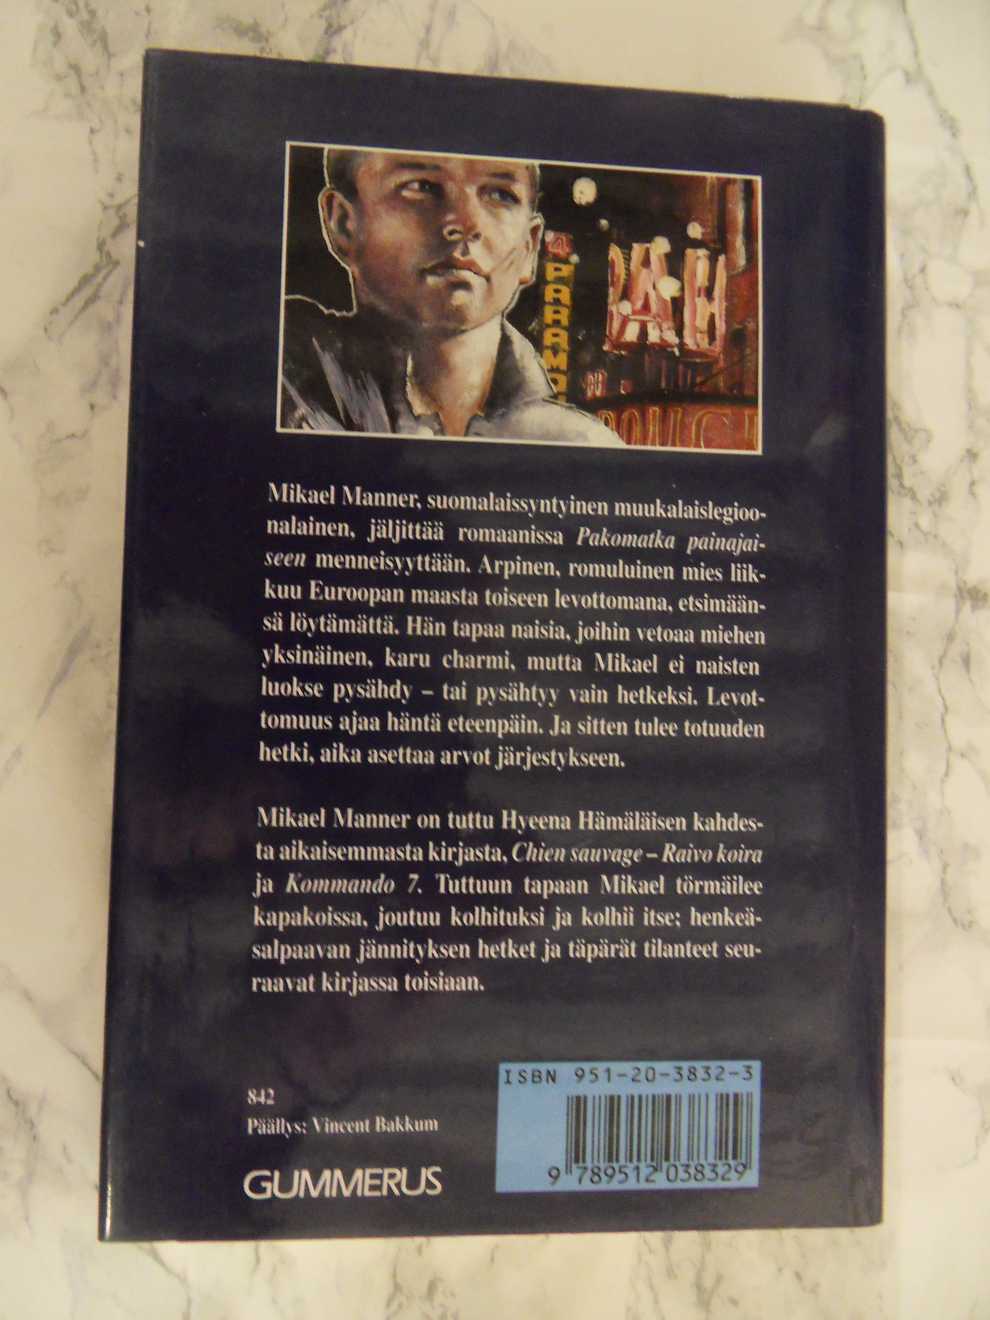 4
PARAMO
Mikael Manner, suomalaissyntyinen muukalaislegioo-
nalainen, jäljittää romaanissa Pakomatka painajai-
seen menneisyyttään. Arpinen, romuluinen mies liik-
kuu Euroopan maasta toiseen levottomana, etsimään-
sä löytämättä. Hän tapaa naisia, joihin vetoaa miehen
yksinäinen, karu charmi, mutta Mikael ei naisten
luokse pysähdy – tai pysähtyy vain hetkeksi. Levot-
tomuus ajaa häntä eteenpäin. Ja sitten tulee totuuden
hetki, aika asettaa arvot järjestykseen.
Mikael Manner on tuttu Hyeena Hämäläisen kahdes-
ta aikaisemmasta kirjasta, Chien sauvage – Raivo koira
ja Kommando 7. Tuttuun tapaan Mikael törmäilee
kapakoissa, joutuu kolhituksi ja kolhii itse; henkeä-
salpaavan jännityksen hetket ja täpärät tilanteet seu-
raavat kirjassa toisiaan.
842
Päällys: Vincent Bakkum
GUMMERUS
ISBN 951-20-3832-3
9 789512 038329